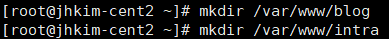 [root@jhkim-cent2 ~]# mkdir /var/www/blog
[root@jhkim-cent2 ~]# mkdir /var/www/intra